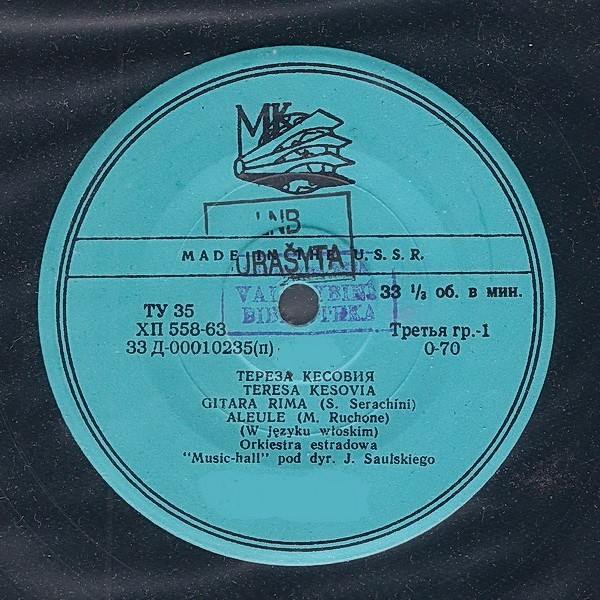 MK
LNB
MADE IN THE U.S.S.R.
URAŠYTA
33 ⅓ об. в мин.
ТУ 35
ХП 558-63
Третья гр.-1
33 Д-00010235(п)
0-70
ТЕРЕЗА КЕСОВИЯ
TERESA KESOVIA
GITARA RIMA (S. Serachini)
ALEULE (M. Ruchone)
(W języku włoskim)
Orkiestra estradowa
"Music-hall" pod dyr. J. Saulskiego